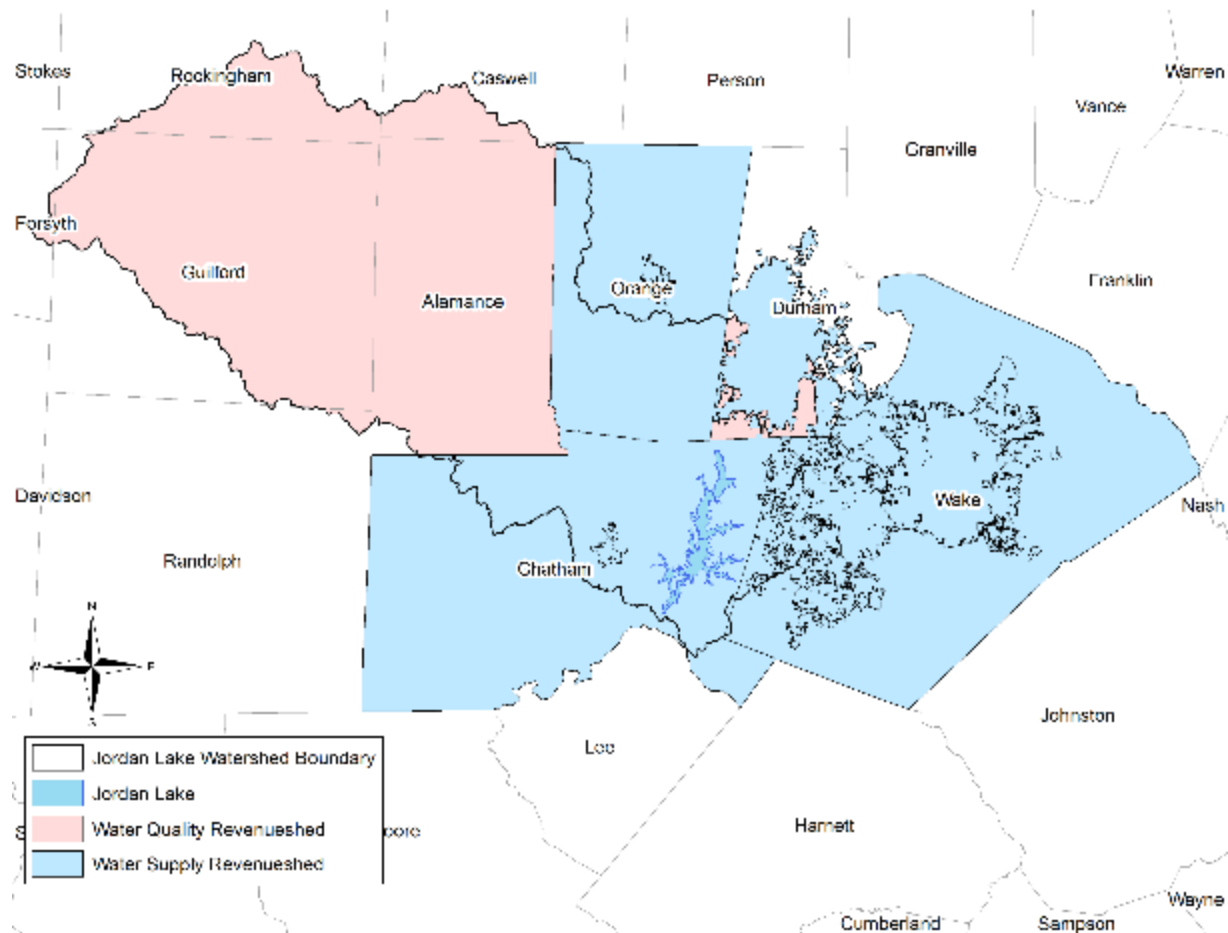 Stokes
Rockingham
Caswell
Person
Warren
Vance
Granville
Forsyth
Guilford
Alamance
Orange
Durham
Franklin
Davidson
Randolph
Chatham
Wake
Nash
N
W
E
S
Lee
Johnston
Jordan Lake Watershed Boundary
Jordan Lake
Water Quality Revenueshed
Water Supply Revenueshed
S
oore
Harnett
Wayne
Cumberland
Sampson